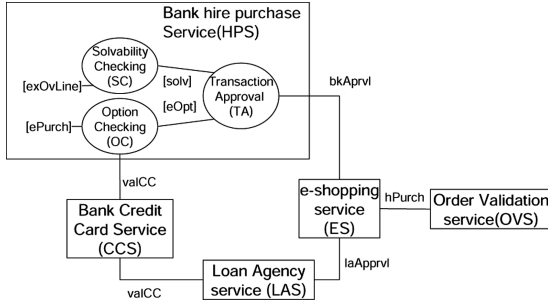 Bank hire purchase
Service(HPS)
Solvability
Checking
(SC)
[exOvLine]
[solv]
Transaction
Approval
(TA)
bkAprvl
[eOpt]
[ePurch]
Option
Checking
(OC)
valCC
Bank Credit
Card Service
(CCS)
e-shopping
service
(ES)
hPurch
Order Validation
service(OVS)
laApprvl
Loan Agency
service (LAS)
valCC